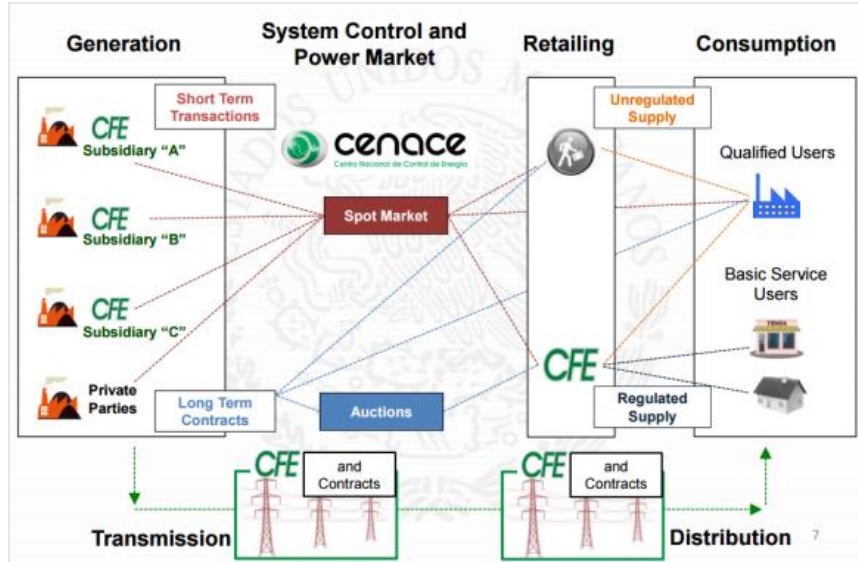 Generation
System Control and
Power Market
Retailing
Consumption
Short Term
Transactions
CFE
Subsidiary “A”
CFE
Subsidiary “B”
CFE
Subsidiary “C”
Private
Parties
Long Term
Contracts
cenace
Centro Nacional de Control de Energía
Spot Market
Auctions
CFE
Unregulated
Supply
Qualified Users
Basic Service
Users
TIENDA
Regulated
Supply
Transmission
CFE
and
Contracts
CFE
and
Contracts
Distribution
7
UNIDOS